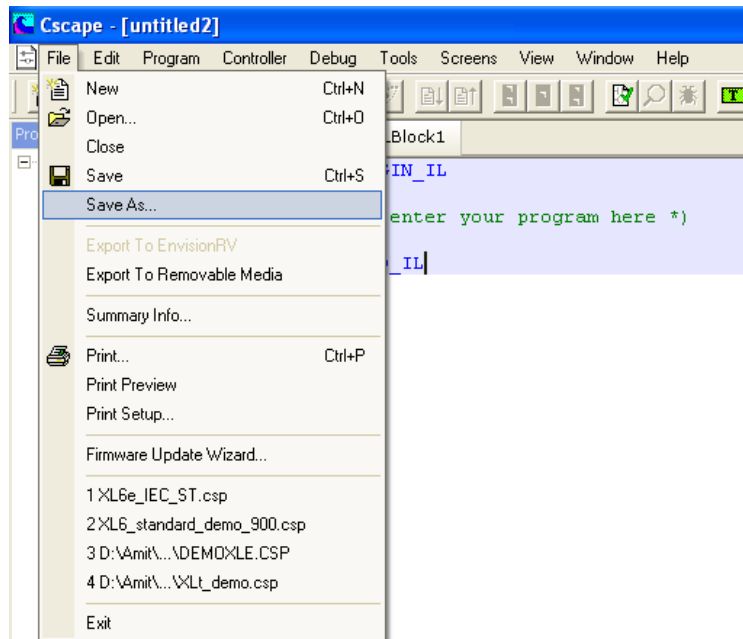 Cscape - [untitled2]
File Edit Program Controller Debug Tools Screens View Window Help
New Ctrl+N
Open... Ctrl+O
Close
Save Ctrl+S
Save As...
Export To EnvisionRV
Export To Removable Media
Summary Info...
Print... Ctrl+P
Print Preview
Print Setup...
Firmware Update Wizard...
1 XL6e_IEC_ST.csp
2 XL6_standard_demo_900.csp
3 D:\Amit\...\DEMOXLE.CSP
4 D:\Amit\...\XLt_demo.csp
Exit
Pro
LBlock1
GIN_IL
enter your program here *)
_IL
T